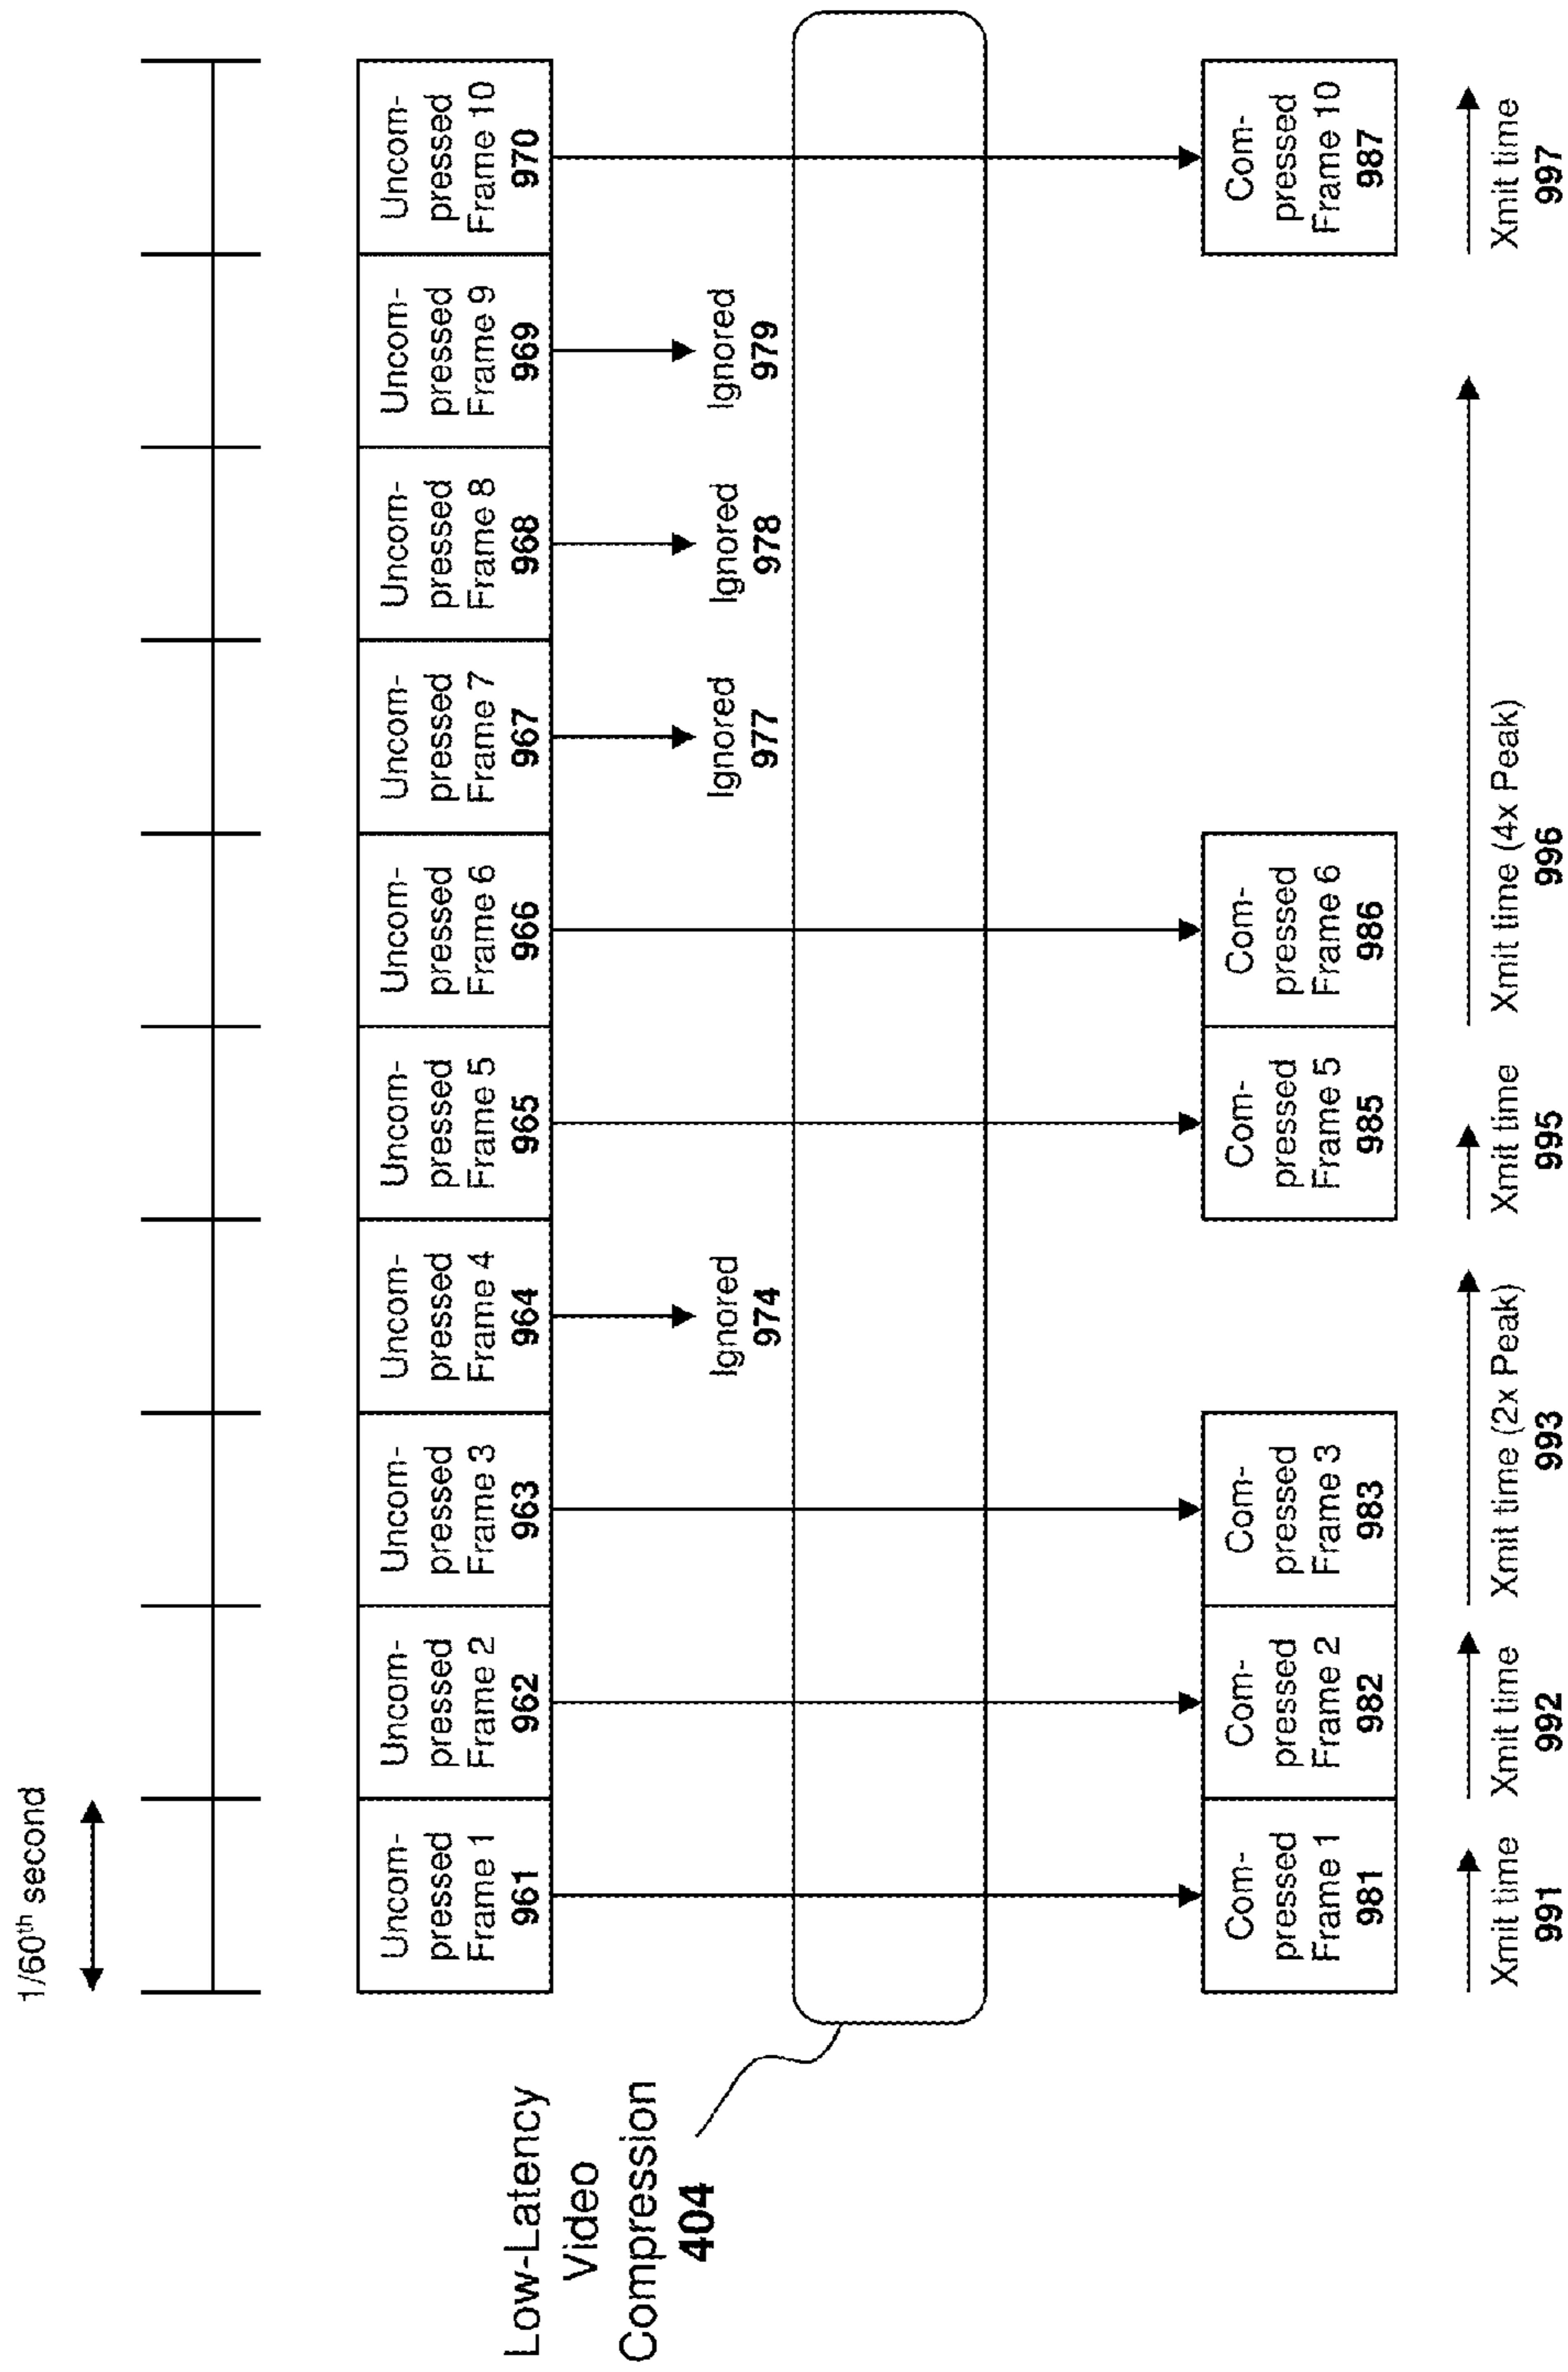 1/60th second
Uncom-
pressed
Frame 1
961
Uncom-
pressed
Frame 2
962
Uncom-
pressed
Frame 3
963
Uncom-
pressed
Frame 4
964
Uncom-
pressed
Frame 5
965
Uncom-
pressed
Frame 6
966
Uncom-
pressed
Frame 7
967
Uncom-
pressed
Frame 8
968
Uncom-
pressed
Frame 9
969
Uncom-
pressed
Frame 10
970
Ignored
974
Ignored
977
Ignored
978
Ignored
979
Low-Latency
Video
Compression
404
Com-
pressed
Frame 1
981
Com-
pressed
Frame 2
982
Com-
pressed
Frame 3
983
Com-
pressed
Frame 5
985
Com-
pressed
Frame 6
986
Com-
pressed
Frame 10
987
Xmit time
991
Xmit time
992
Xmit time (2x Peak)
993
Xmit time
995
Xmit time (4x Peak)
996
Xmit time
997